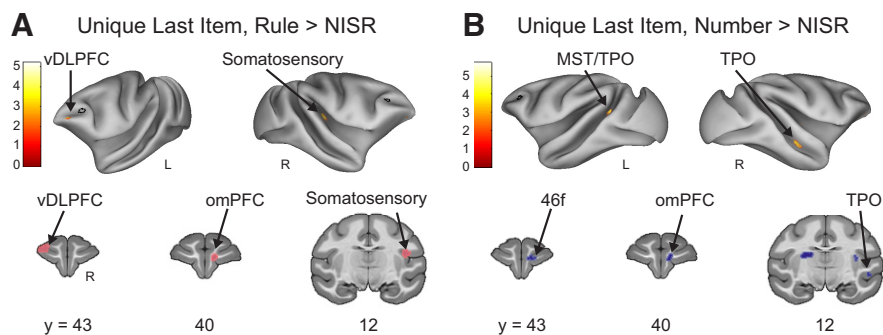 A Unique Last Item, Rule > NISR
vDLPFC Somatosensory
5
4
3
2
1
0
L R
vDLPFC omPFC Somatosensory
R
y = 43 40 12
B Unique Last Item, Number > NISR
MST/TPO TPO
5
4
3
2
1
0
L R
46f omPFC TPO
y = 43 40 12